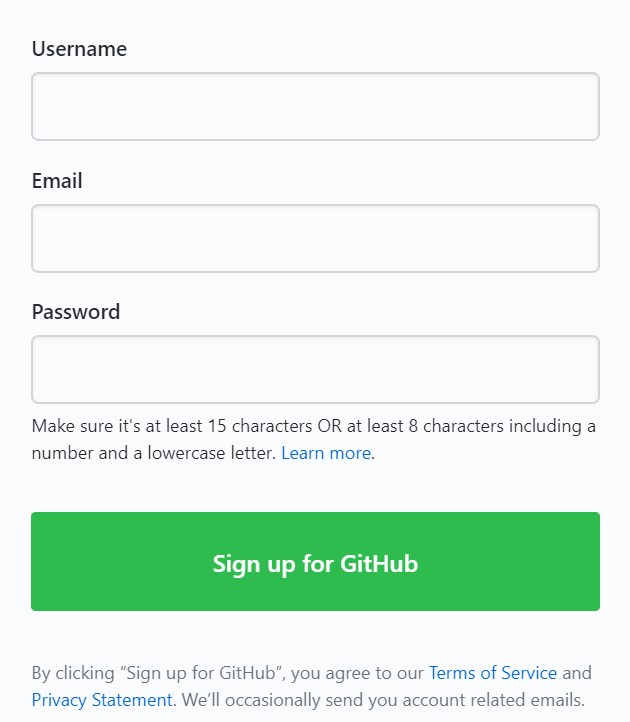 Username
Email
Password
Make sure it's at least 15 characters OR at least 8 characters including a
number and a lowercase letter. Learn more.
Sign up for GitHub
By clicking “Sign up for GitHub”, you agree to our Terms of Service and
Privacy Statement. We’ll occasionally send you account related emails.